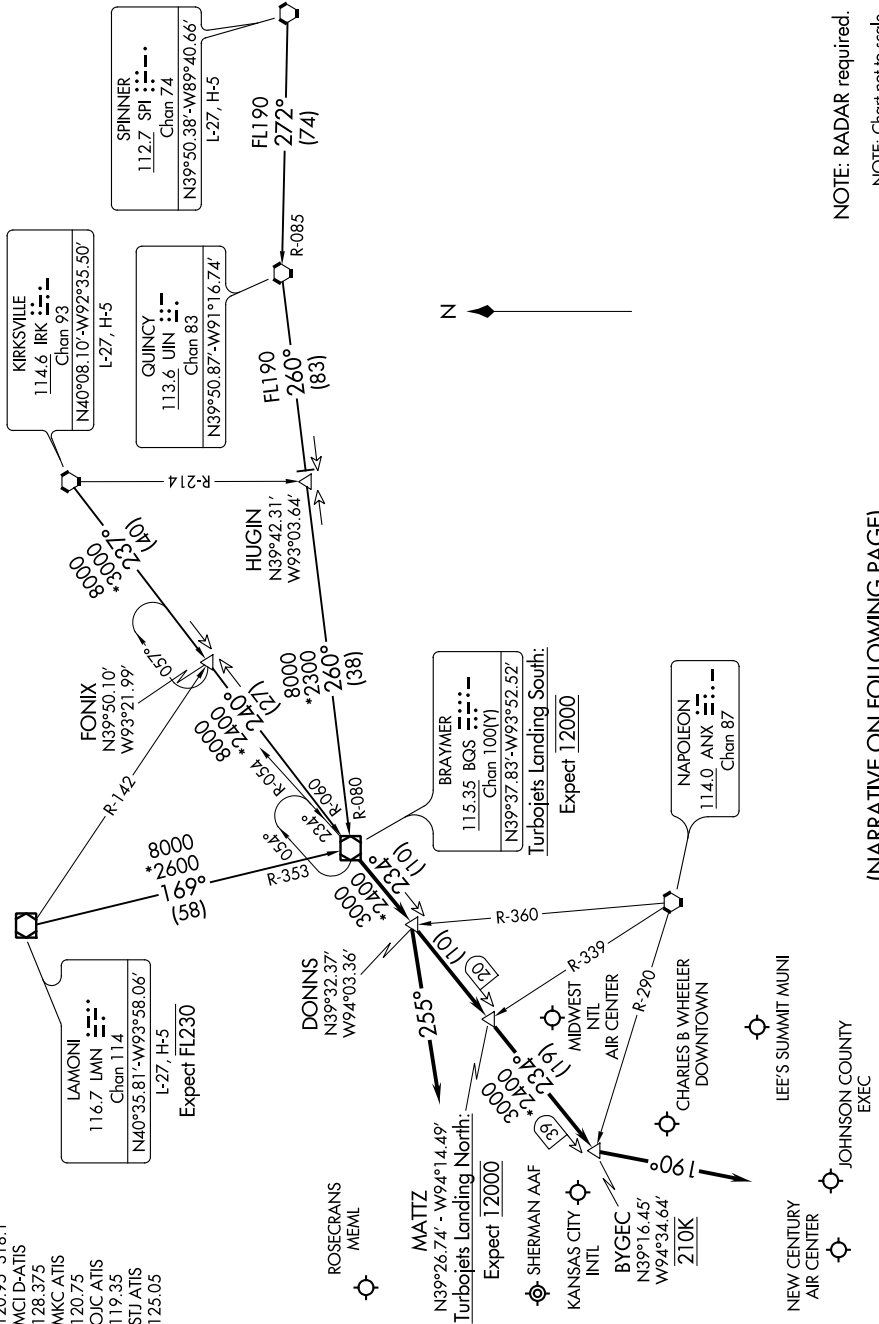 MCI D-ATIS
128.375
MKC ATIS
120.75
OJC ATIS
119.35
STJ ATIS
125.05
LAMONI
116.7 LMN
Chan 114
N40°35.81'-W93°58.06'
L-27, H-5
Expect FL230
KIRKSVILLE
114.6 IRK
Chan 93
N40°08.10'-W92°35.50'
L-27, H-5
SPINNER
112.7 SPI
Chan 74
N39°50.38'-W89°40.66'
L-27, H-5
QUINCY
113.6 UIN
Chan 83
N39°50.87'-W91°16.74'
FL190
272°
(74)
R-085
FL190
260°
(83)
R-214
HUGIN
N39°42.31'
W93°03.64'
8000
*2300
260°
(38)
R-080
8000
*3000
237°
(40)
057°
FONIX
N39°50.10'
W93°21.99'
R-142
8000
*2400
240°
(27)
R-054
R-060
234°
054°
8000
*2600
169°
(58)
R-353
BRAYMER
115.35 BQS
Chan 100(Y)
N39°37.83'-W93°52.52'
Turbojets Landing South:
Expect 12000
3000
*2400
234°
(10)
DONNS
N39°32.37'
W94°03.36'
255°
(10)
20
R-360
R-339
R-290
NAPOLEON
114.0 ANX
Chan 87
MATTZ
N39°26.74' - W94°14.49'
Turbojets Landing North:
Expect 12000
3000
*2400
234°
(19)
39
BYGEC
N39°16.45'
W94°34.64'
210K
190°
ROSECRANS
MEML
SHERMAN AAF
KANSAS CITY
INTL
MIDWEST
NTL
AIR CENTER
CHARLES B WHEELER
DOWNTOWN
LEE'S SUMMIT MUNI
JOHNSON COUNTY
EXEC
NEW CENTURY
AIR CENTER
N
NOTE: RADAR required.
NOTE: Chart not to scale
(NARRATIVE ON FOLLOWING PAGE)